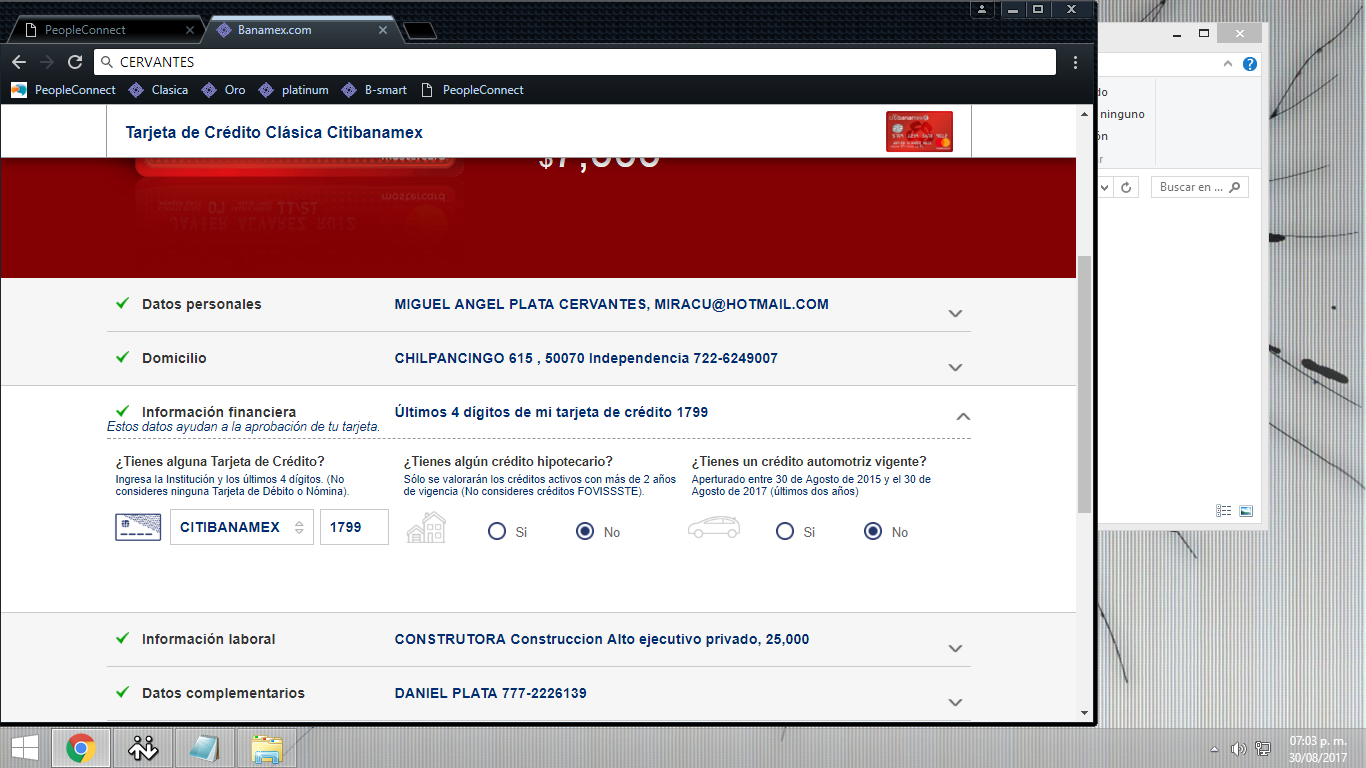 PeopleConnect
Banamex.com
CERVANTES
PeopleConnect Clasica Oro platinum B-smart PeopleConnect
Tarjeta de Crédito Clásica Citibanamex
Datos personales MIGUEL ANGEL PLATA CERVANTES, MIRACU@HOTMAIL.COM
Domicilio CHILPANCINGO 615 , 50070 Independencia 722-6249007
Información financiera Últimos 4 dígitos de mi tarjeta de crédito 1799
Estos datos ayudan a la aprobación de tu tarjeta.
¿Tienes alguna Tarjeta de Crédito?
Ingresa la Institución y los últimos 4 dígitos. (No
consideres ninguna Tarjeta de Débito o Nómina).
CITIBANAMEX 1799
¿Tienes algún crédito hipotecario?
Sólo se valorarán los créditos activos con más de 2 años
de vigencia (No consideres créditos FOVISSSTE).
Si No
¿Tienes un crédito automotriz vigente?
Aperturado entre 30 de Agosto de 2015 y el 30 de
Agosto de 2017 (últimos dos años)
Si No
Información laboral CONSTRUTORA Construccion Alto ejecutivo privado, 25,000
Datos complementarios DANIEL PLATA 777-2226139
ninguno
Buscar en ...
07:03 p. m.
30/08/2017